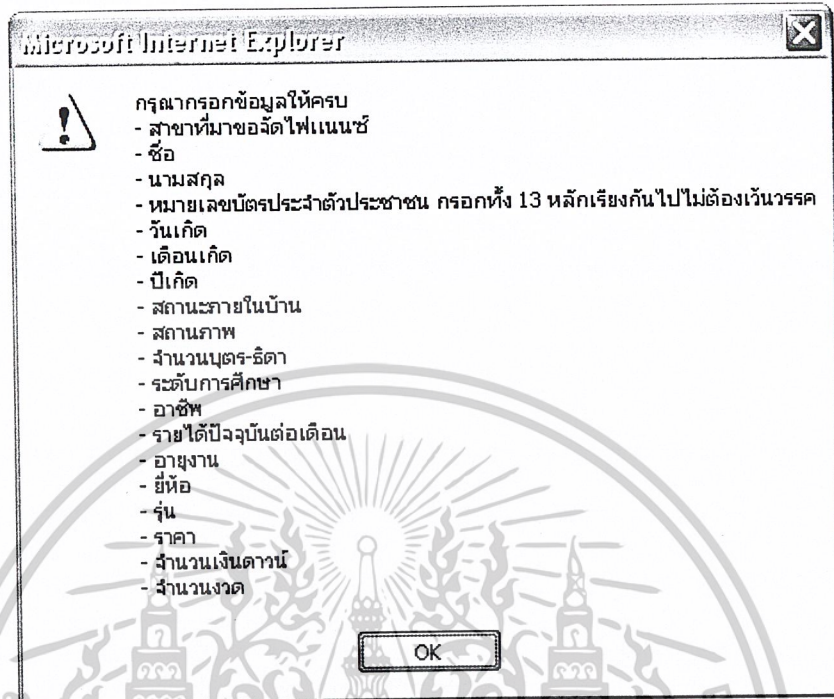 Microsoft Internet Explorer
กรุณากรอกข้อมูลให้ครบ
- สาขาที่มาขอจัดไฟแนนซ์
- ชื่อ
- นามสกุล
- หมายเลขบัตรประจำตัวประชาชน กรอกทั้ง 13 หลักเรียงกันไปไม่ต้องเว้นวรรค
- วันเกิด
- เดือนเกิด
- ปีเกิด
- สถานะภายในบ้าน
- สถานภาพ
- จำนวนบุตร-ธิดา
- ระดับการศึกษา
- อาชีพ
- รายได้ปัจจุบันต่อเดือน
- อายุงาน
- ยี่ห้อ
- รุ่น
- ราคา
- จำนวนเงินดาวน์
- จำนวนงวด
OK